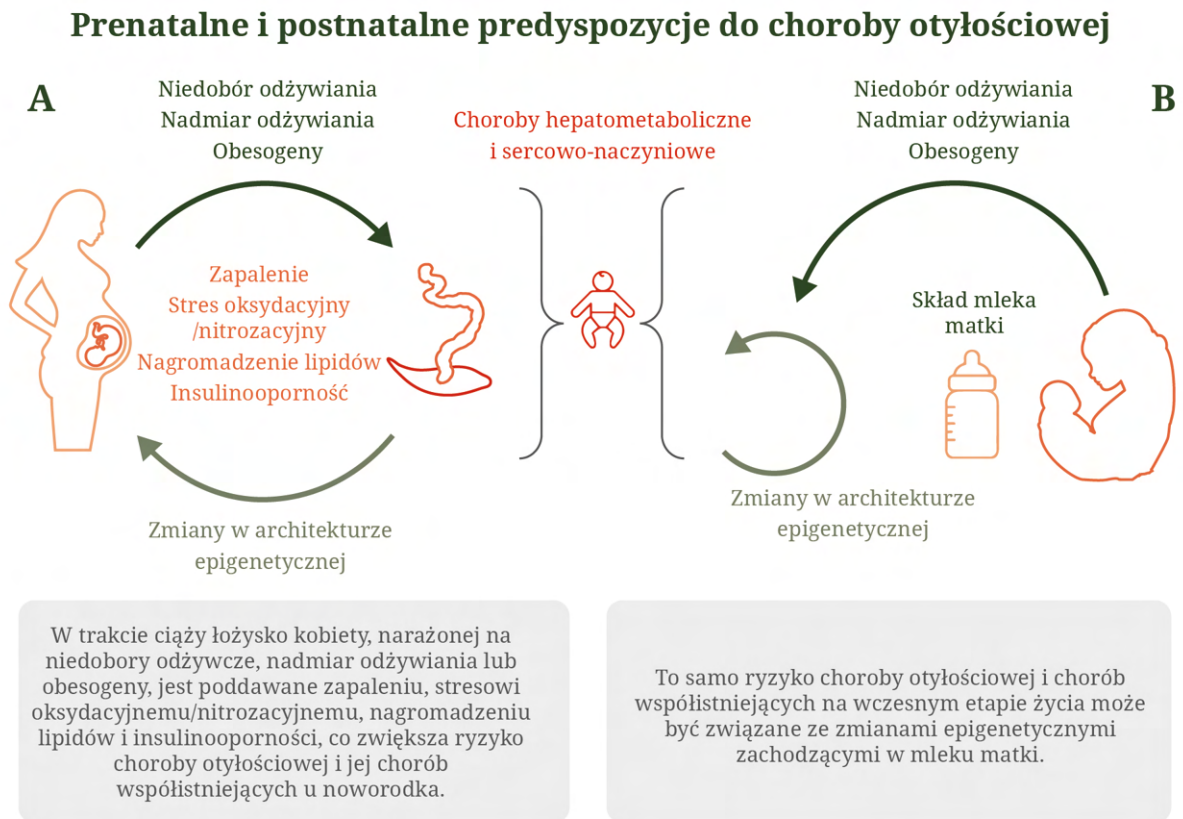 Prenatalne i postnatalne predyspozycje do choroby otyłościowej
A
Niedobór odżywiania
Nadmiar odżywiania
Obesogeny
Choroby hepatometaboliczne
i sercowo-naczyniowe
Niedobór odżywiania
Nadmiar odżywiania
Obesogeny
B
Zapalenie
Stres oksydacyjny
/nitrozacyjny
Nagromadzenie lipidów
Insulinooporność
Skład mleka
matki
Zmiany w architekturze
epigenetycznej
Zmiany w architekturze
epigenetycznej
W trakcie ciąży łożysko kobiety, narażonej na
niedobory odżywcze, nadmiar odżywiania lub
obesogeny, jest poddawane zapaleniu, stresowi
oksydacyjnemu/nitrozacyjnemu, nagromadzeniu
lipidów i insulinooporności, co zwiększa ryzyko
choroby otyłościowej i jej chorób
współistniejących u noworodka.
To samo ryzyko choroby otyłościowej i chorób
współistniejących na wczesnym etapie życia może
być związane ze zmianami epigenetycznymi
zachodzącymi w mleku matki.